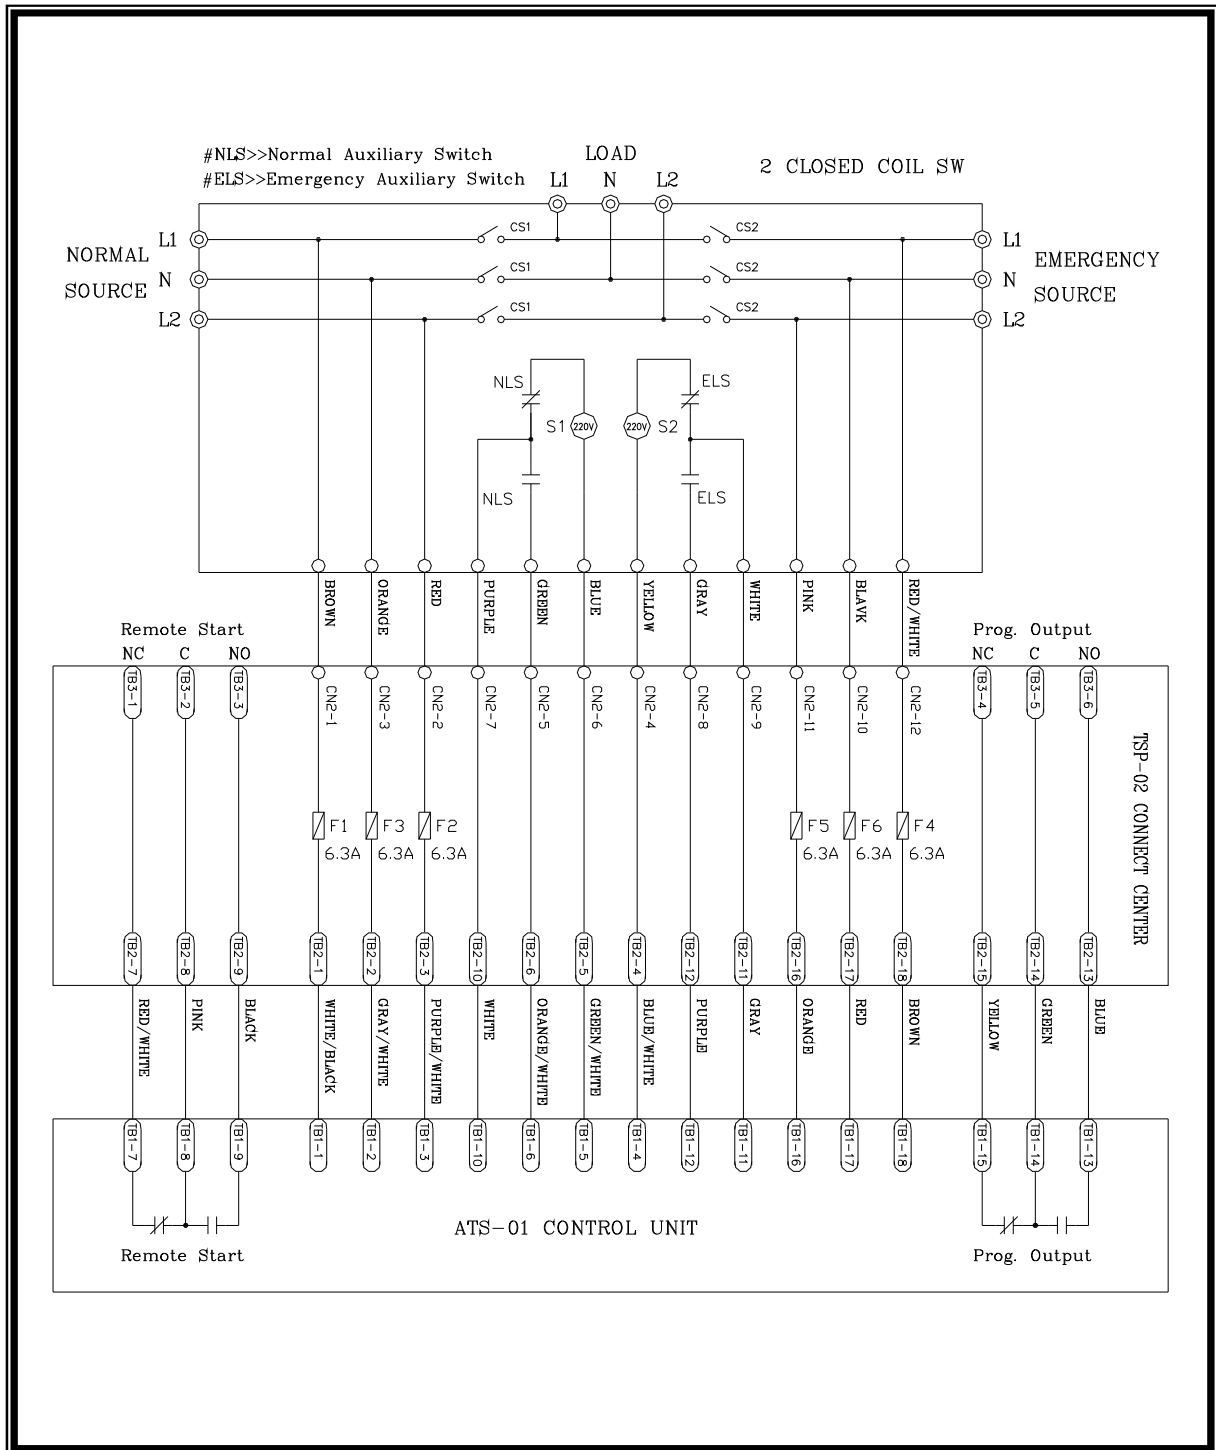 #NLS>>Normal Auxiliary Switch
#ELS>>Emergency Auxiliary Switch
LOAD
L1 N L2
2 CLOSED COIL SW
NORMAL
SOURCE
L1
N
L2
CS1
CS1
CS1
CS2
CS2
CS2
L1
N
L2
EMERGENCY
SOURCE
NLS
S1
220V
NLS
ELS
220V
S2
ELS
BROWN
ORANGE
RED
PURPLE
GREEN
BLUE
YELLOW
GRAY
WHITE
PINK
BLAVK
RED/WHITE
Remote Start
NC C NO
Prog. Output
NC C NO
TB3-1
TB3-2
TB3-3
CN2-1
CN2-3
CN2-2
CN2-7
CN2-5
CN2-6
CN2-4
CN2-8
CN2-9
CN2-11
CN2-10
CN2-12
TB3-4
TB3-5
TB3-6
TSP-02 CONNECT CENTER
F1
6.3A
F3
6.3A
F2
6.3A
F5
6.3A
F6
6.3A
F4
6.3A
TB2-7
TB2-8
TB2-9
TB2-1
TB2-2
TB2-3
TB2-10
TB2-6
TB2-5
TB2-4
TB2-12
TB2-11
TB2-16
TB2-17
TB2-18
TB2-15
TB2-14
TB2-13
RED/WHITE
PINK
BLACK
WHITE/BLACK
GRAY/WHITE
PURPLE/WHITE
WHITE
ORANGE/WHITE
GREEN/WHITE
BLUE/WHITE
PURPLE
GRAY
ORANGE
RED
BROWN
YELLOW
GREEN
BLUE
TB1-7
TB1-8
TB1-9
TB1-1
TB1-2
TB1-3
TB1-10
TB1-6
TB1-5
TB1-4
TB1-12
TB1-11
TB1-16
TB1-17
TB1-18
TB1-15
TB1-14
TB1-13
ATS-01 CONTROL UNIT
Remote Start
Prog. Output